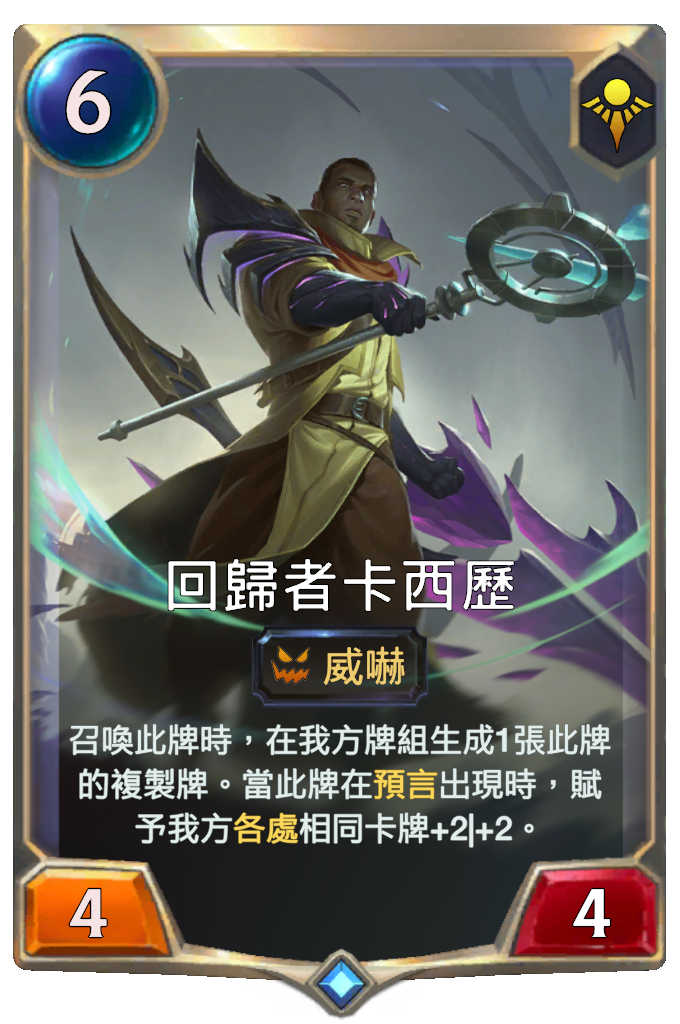 6
回歸者卡西歷
威嚇
召喚此牌時，在我方牌組生成1張此牌
的複製牌。當此牌在預言出現時，賦
予我方各處相同卡牌+2|+2。
4
4